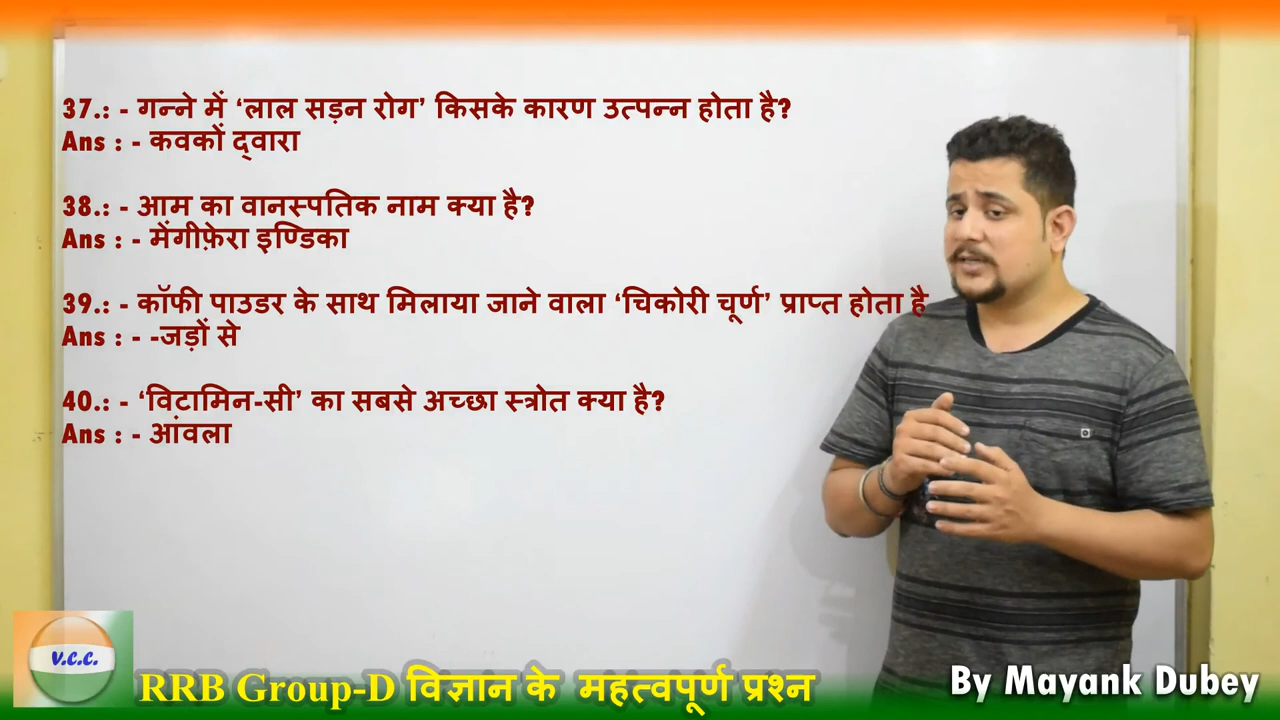 37.: - गन्ने में ‘लाल सड़न रोग’ किसके कारण उत्पन्न होता है?
Ans : - कवकों द्वारा
38.: - आम का वानस्पतिक नाम क्या है?
Ans : - मेंगीफ़ेरा इण्डिका
39.: - कॉफी पाउडर के साथ मिलाया जाने वाला ‘चिकोरी चूर्ण’ प्राप्त होता है
Ans : - -जड़ों से
40.: - ‘विटामिन-सी’ का सबसे अच्छा स्त्रोत क्या है?
Ans : - आंवला
V.C.C.
RRB Group-D विज्ञान के महत्वपूर्ण प्रश्न
By Mayank Dubey